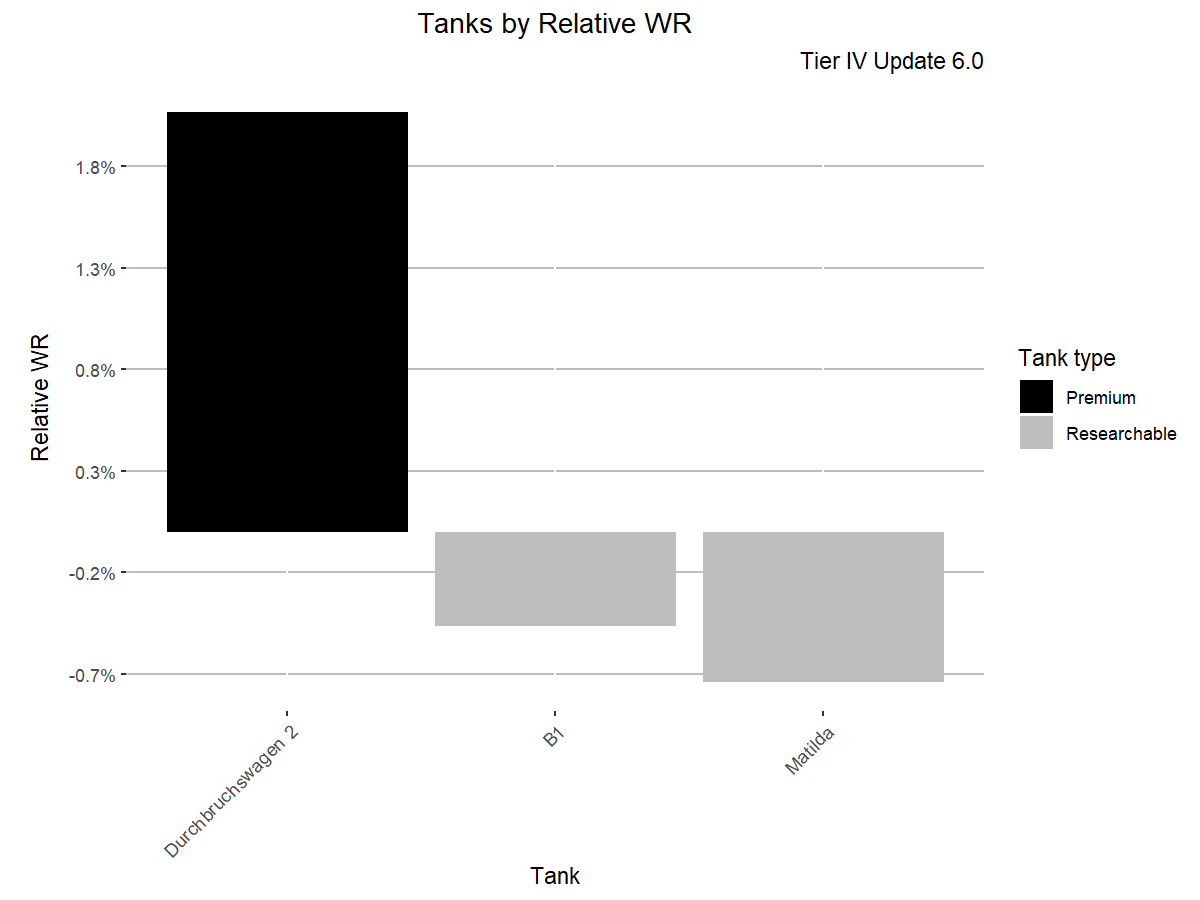 Tanks by Relative WR
Tier IV Update 6.0
Relative WR
1.8%
1.3%
0.8%
0.3%
-0.2%
-0.7%
Durchbruchswagen 2
B1
Matilda
Tank
Tank type
Premium
Researchable